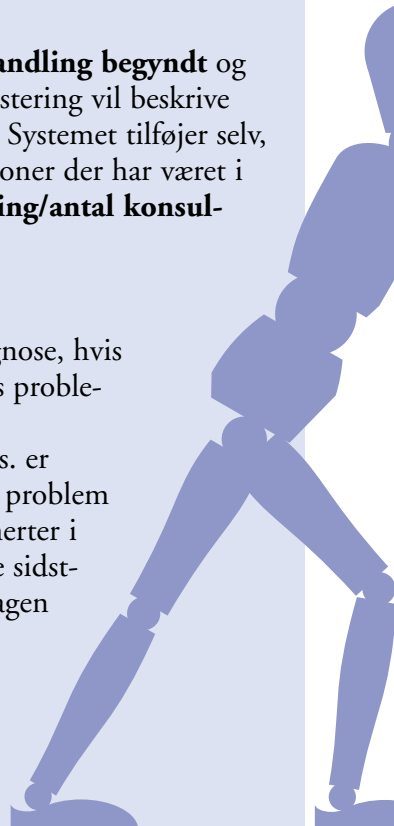 andling begyndt og
stering vil beskrive
Systemet tilføjer selv,
oner der har været i
ing/antal konsul-
nose, hvis
s proble-
s. er
problem
erter i
e sidst-
agen